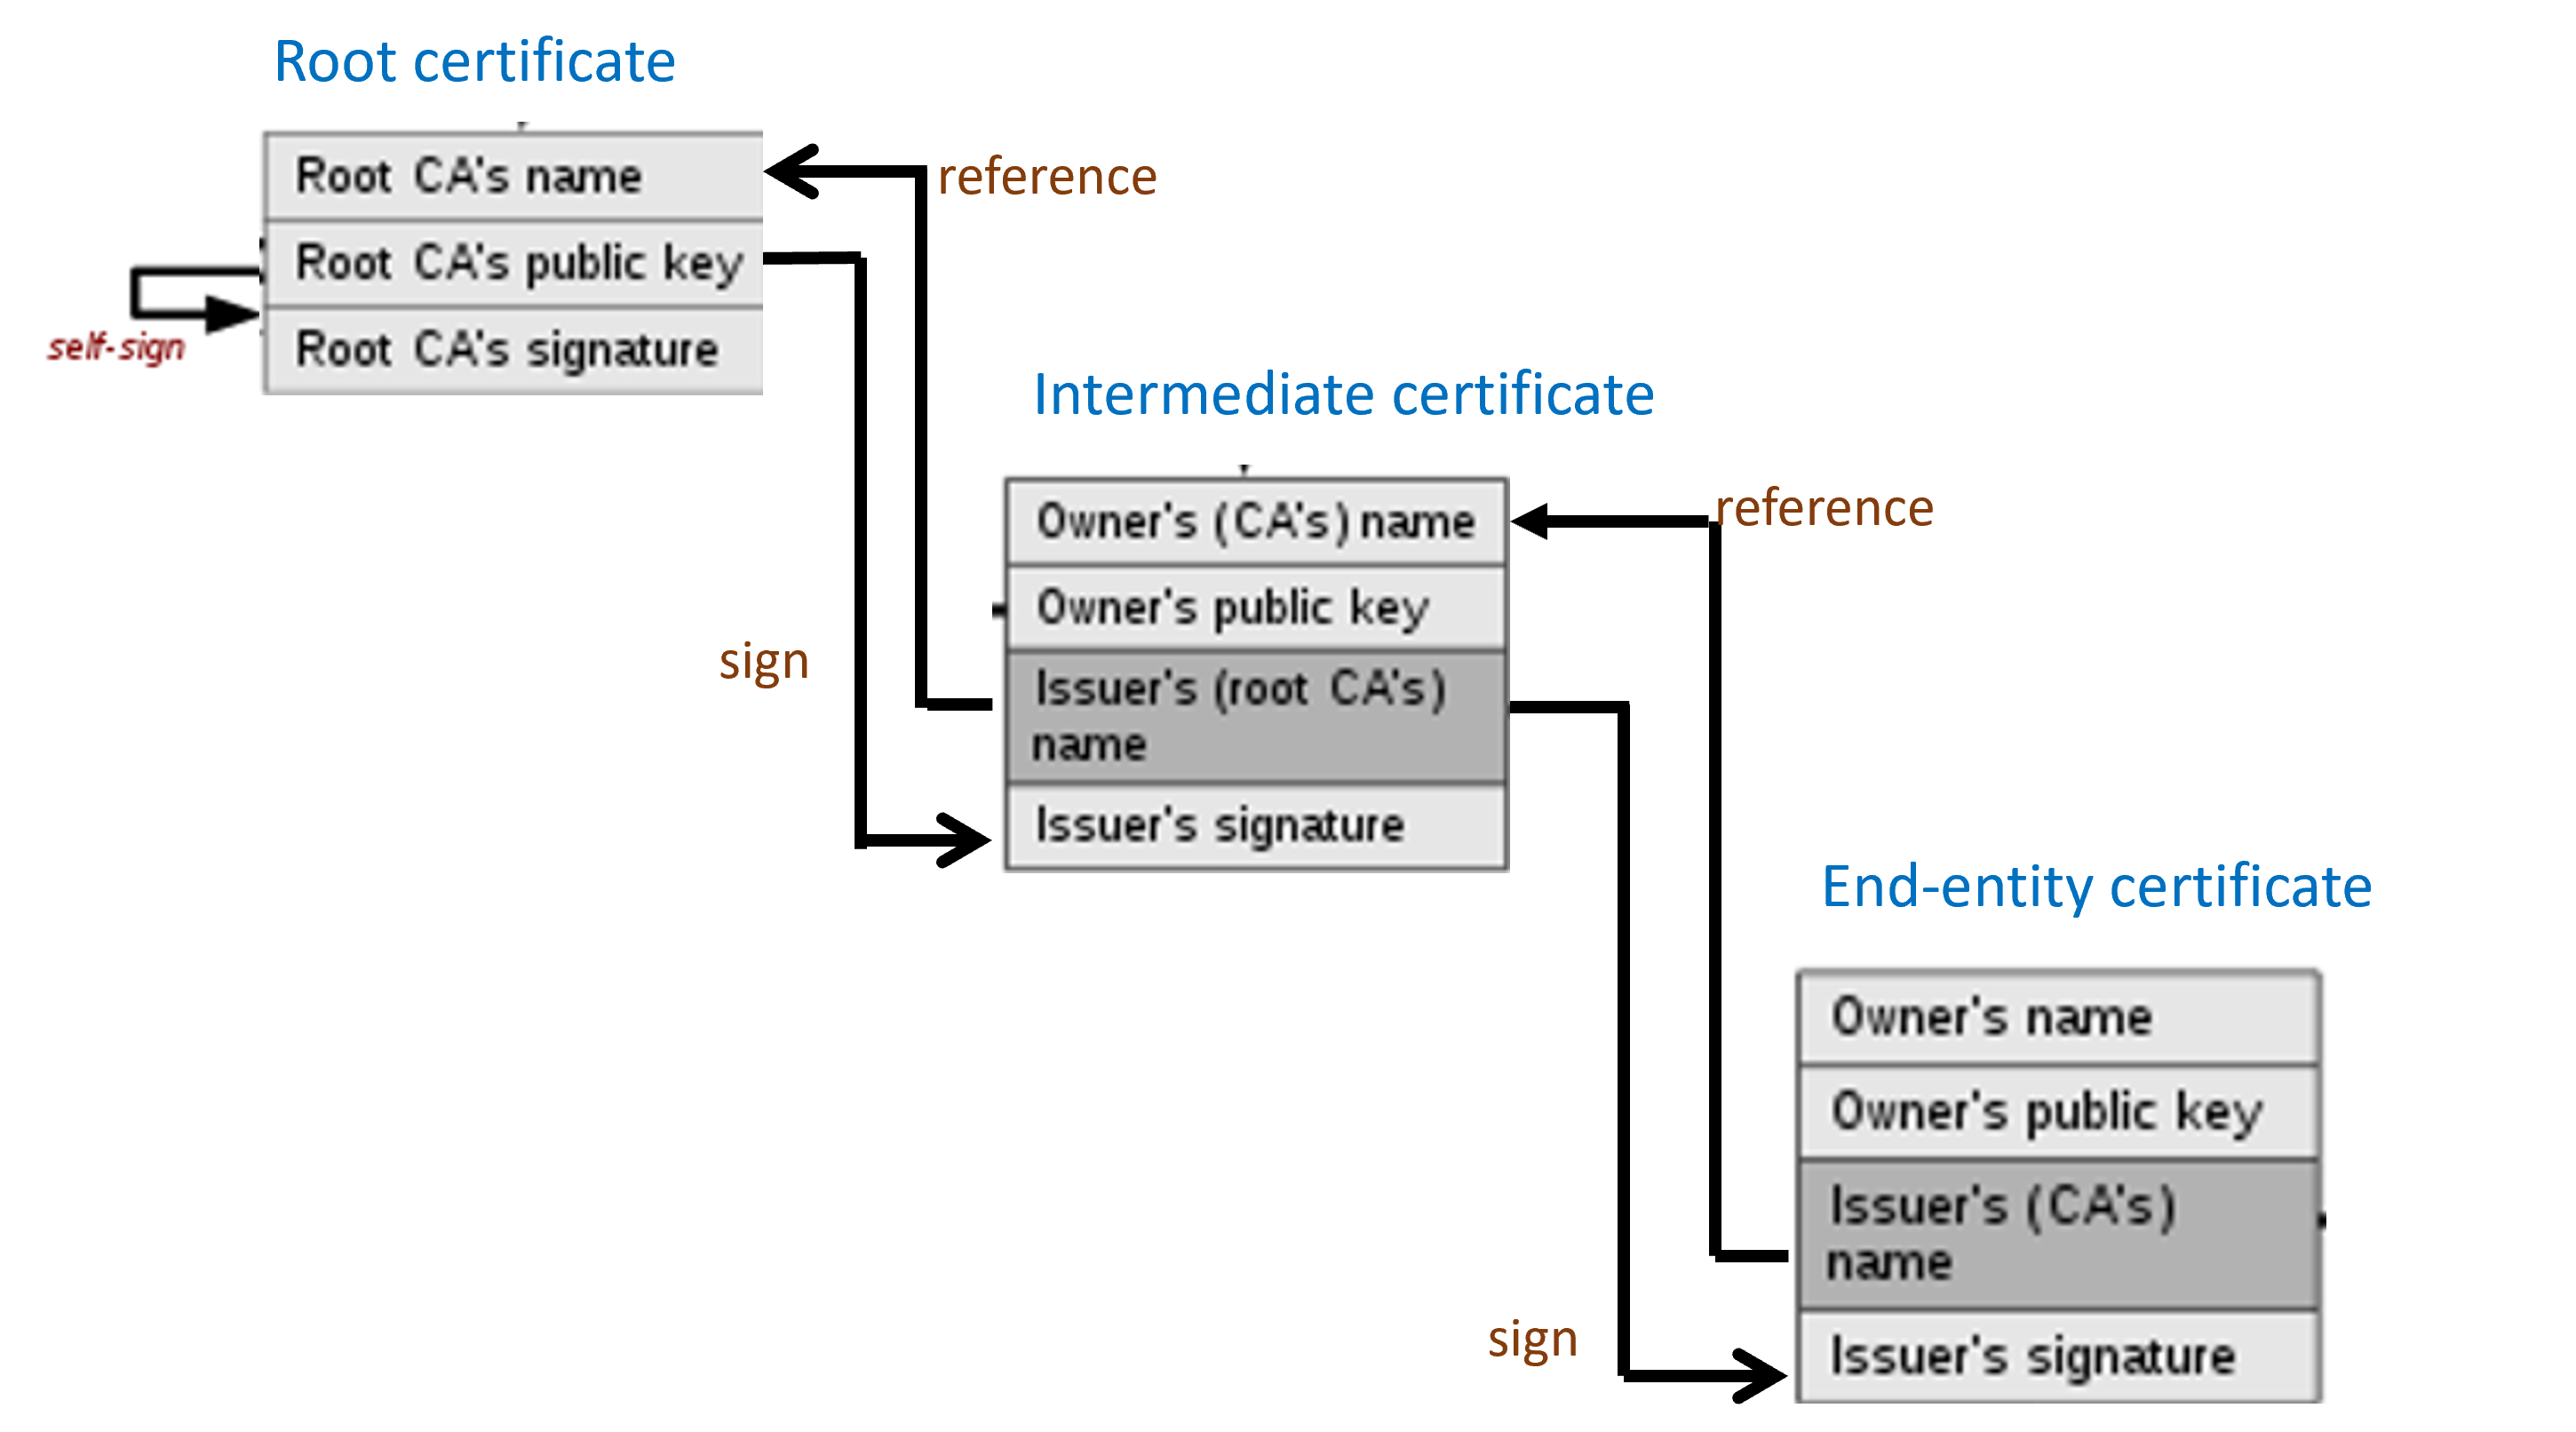 Root certificate
Root CA's name
reference
Root CA's public key
self-sign
Root CA's signature
Intermediate certificate
Owner's (CA's) name
reference
Owner's public key
sign
Issuer's (root CA's)
name
Issuer's signature
End-entity certificate
Owner's name
Owner's public key
Issuer's (CA's)
name
sign
Issuer's signature